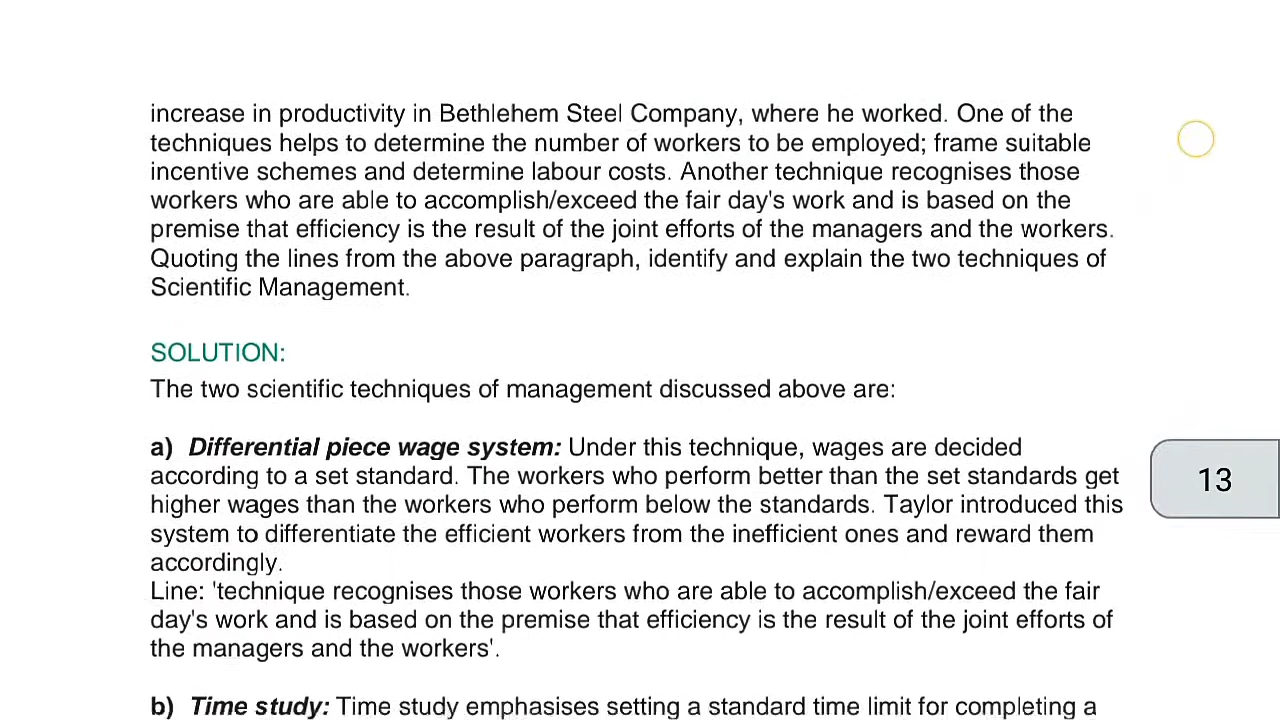 increase in productivity in Bethlehem Steel Company, where he worked. One of the
techniques helps to determine the number of workers to be employed; frame suitable
incentive schemes and determine labour costs. Another technique recognises those
workers who are able to accomplish/exceed the fair day's work and is based on the
premise that efficiency is the result of the joint efforts of the managers and the workers.
Quoting the lines from the above paragraph, identify and explain the two techniques of
Scientific Management.
SOLUTION:
The two scientific techniques of management discussed above are:
a) Differential piece wage system: Under this technique, wages are decided
according to a set standard. The workers who perform better than the set standards get
higher wages than the workers who perform below the standards. Taylor introduced this
system to differentiate the efficient workers from the inefficient ones and reward them
accordingly.
Line: 'technique recognises those workers who are able to accomplish/exceed the fair
day's work and is based on the premise that efficiency is the result of the joint efforts of
the managers and the workers'.
b) Time study: Time study emphasises setting a standard time limit for completing a
13